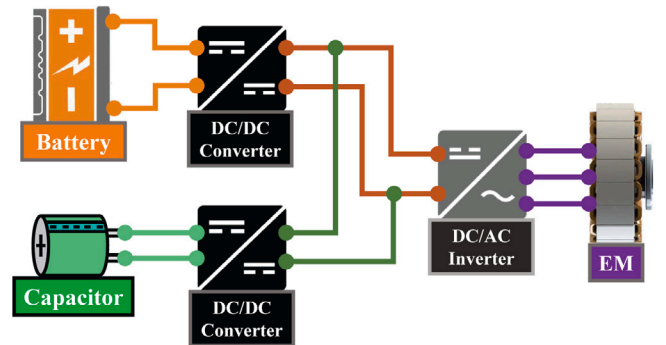 Battery
DC/DC
Converter
Capacitor
DC/DC
Converter
DC/AC
Inverter
EM